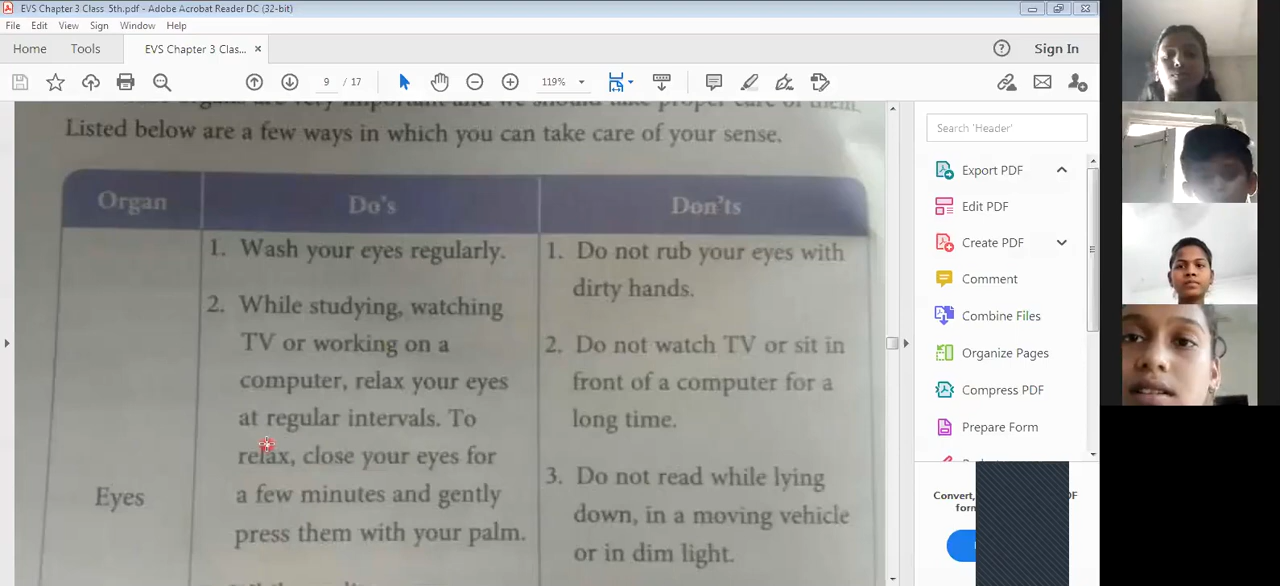 EVS Chapter 3 Class 5th.pdf - Adobe Acrobat Reader DC (32-bit)
File Edit View Sign Window Help
Home Tools EVS Chapter 3 Clas... × Sign In
9 / 17 119%
Listed below are a few ways in which you can take care of your sense.
Organ Do's Don'ts
Eyes
1. Wash your eyes regularly.
2. While studying, watching
TV or working on a
computer, relax your eyes
at regular intervals. To
relax, close your eyes for
a few minutes and gently
press them with your palm.
1. Do not rub your eyes with
dirty hands.
2. Do not watch TV or sit in
front of a computer for a
long time.
3. Do not read while lying
down, in a moving vehicle
or in dim light.
Search 'Header'
Export PDF
Edit PDF
Create PDF
Comment
Combine Files
Organize Pages
Compress PDF
Prepare Form
Convert,